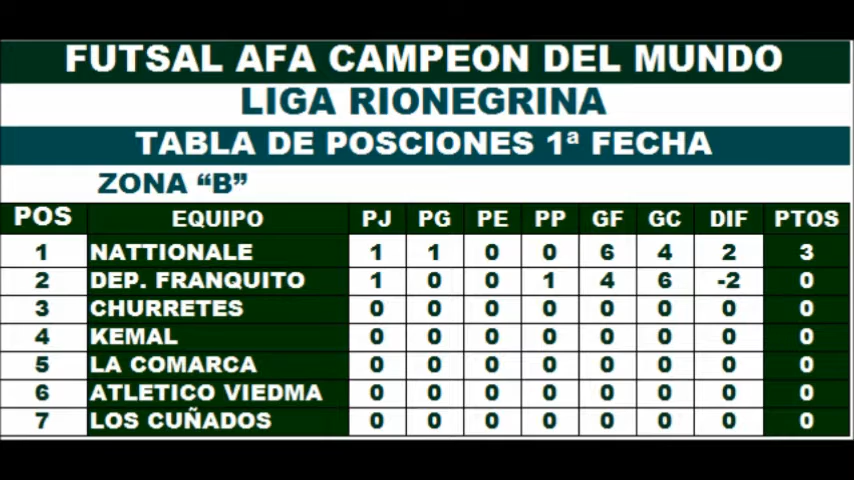 FUTSAL AFA CAMPEON DEL MUNDO
LIGA RIONEGRINA
TABLA DE POSCIONES 1ª FECHA
ZONA “B”
POS EQUIPO PJ PG PE PP GF GC DIF PTOS
1 NATTIONALE 1 1 0 0 6 4 2 3
2 DEP. FRANQUITO 1 0 0 1 4 6 -2 0
3 CHURRETES 0 0 0 0 0 0 0 0
4 KEMAL 0 0 0 0 0 0 0 0
5 LA COMARCA 0 0 0 0 0 0 0 0
6 ATLETICO VIEDMA 0 0 0 0 0 0 0 0
7 LOS CUÑADOS 0 0 0 0 0 0 0 0